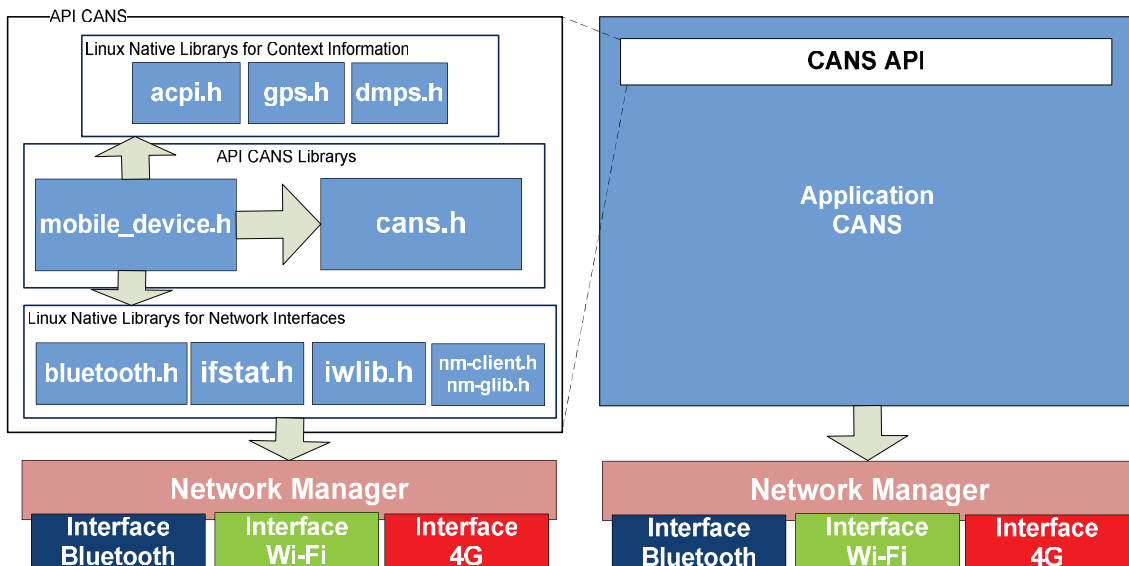 API CANS
Linux Native Librarys for Context Information
acpi.h
gps.h
dmps.h
API CANS Librarys
mobile_device.h
cans.h
Linux Native Librarys for Network Interfaces
bluetooth.h
ifstat.h
iwlib.h
nm-client.h
nm-glib.h
Network Manager
Interface
Bluetooth
Interface
Wi-Fi
Interface
4G
CANS API
Application
CANS
Network Manager
Interface
Bluetooth
Interface
Wi-Fi
Interface
4G